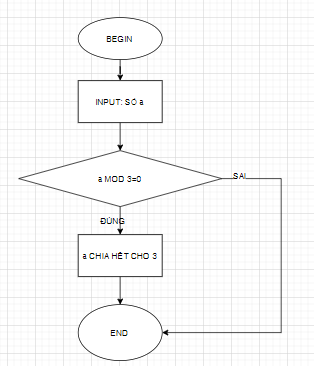 BEGIN
INPUT: SỐ a
a MOD 3=0
SAI
ĐÚNG
a CHIA HẾT CHO 3
END